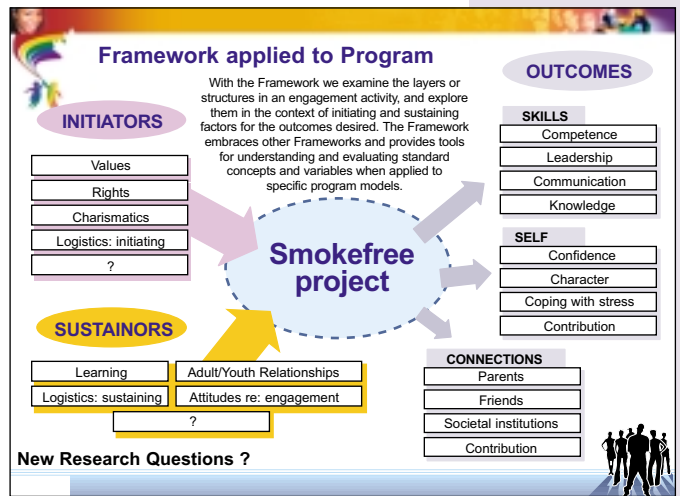 Framework applied to Program
With the Framework we examine the layers or
structures in an engagement activity, and explore
them in the context of initiating and sustaining
factors for the outcomes desired. The Framework
embraces other Frameworks and provides tools
for understanding and evaluating standard
concepts and variables when applied to
specific program models.
INITIATORS
Values
Rights
Charismatics
Logistics: initiating
?
SUSTAINORS
Learning
Adult/Youth Relationships
Logistics: sustaining
Attitudes re: engagement
?
Smokefree
project
OUTCOMES
SKILLS
Competence
Leadership
Communication
Knowledge
SELF
Confidence
Character
Coping with stress
Contribution
CONNECTIONS
Parents
Friends
Societal institutions
Contribution
New Research Questions ?